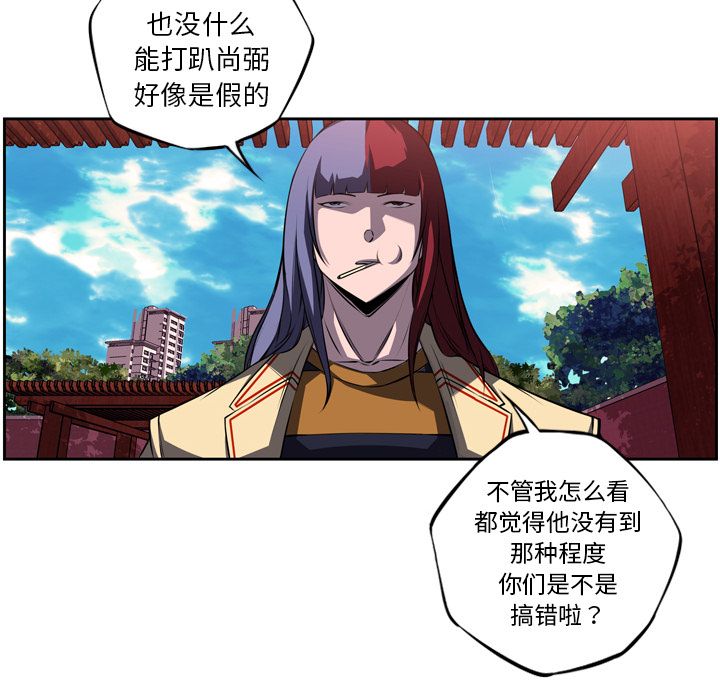 也没什么
能打趴尚弼
好像是假的
不管我怎么看
都觉得他没有到
那种程度
你们是不是
搞错啦？